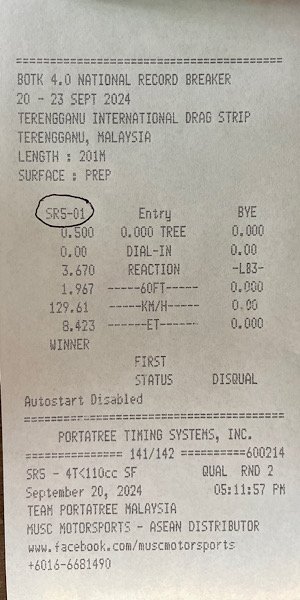 ================================
BOTK 4.0 NATIONAL RECORD BREAKER
20 - 23 SEPT 2024
TERENGGANU INTERNATIONAL DRAG STRIP
TERENGGANU, MALAYSIA
LENGTH : 201M
SURFACE : PREP
SR5-01 Entry BYE
0.500 0.000 TREE 0.000
0.00 DIAL-IN 0.00
3.670 REACTION -LB3-
1.967 -----60FT----- 0.000
129.61 ------KM/H----- 0.00
8.423 ------ET------ 0.000
WINNER
FIRST
STATUS DISQUAL
Autostart Disabled
================================
PORTATREE TIMING SYSTEMS, INC.
============== 141/142 ==========600214
SR5 - 4T<110cc SF QUAL RND 2
September 20, 2024 05:11:57 PM
TEAM PORTATREE MALAYSIA
MUSC MOTORSPORTS - ASEAN DISTRIBUTOR
www.facebook.com/muscmotorsports
+6016-6681490